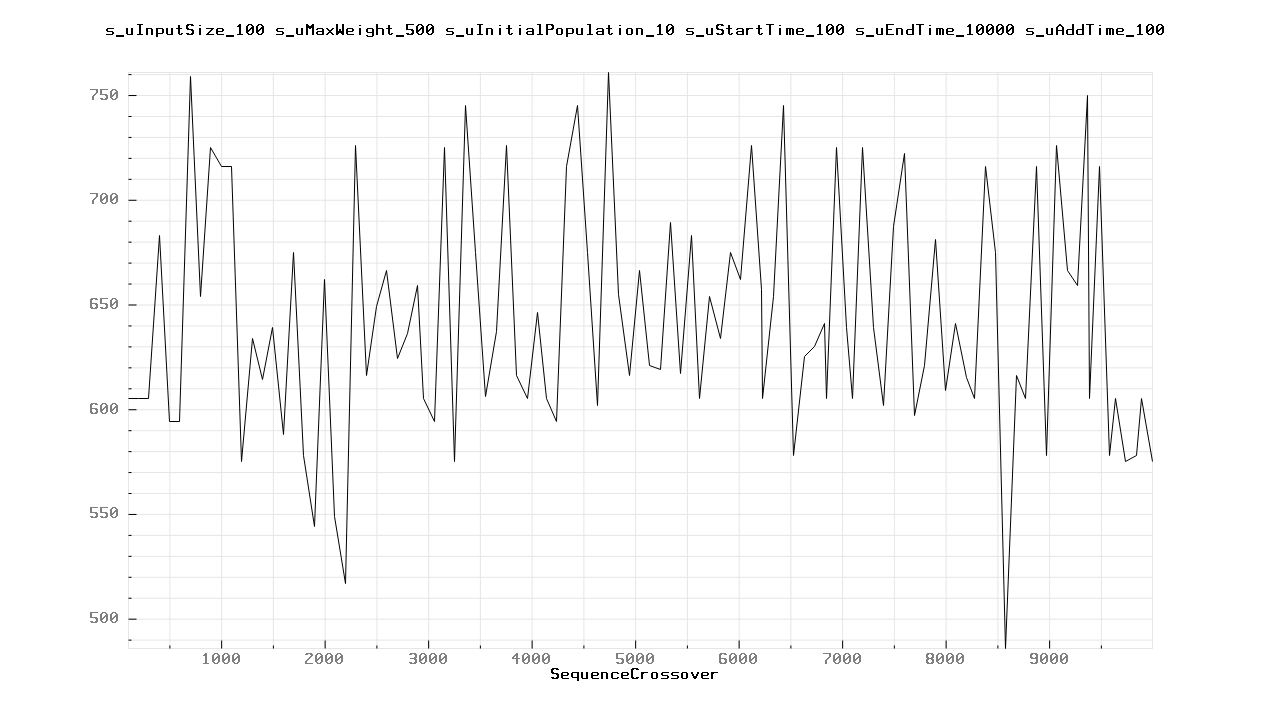 s_uInputSize_100 s_uMaxWeight_500 s_uInitialPopulation_10 s_uStartTime_100 s_uEndTime_10000 s_uAddTime_100
750
700
650
600
550
500
1000 2000 3000 4000 5000 6000 7000 8000 9000
SequenceCrossover